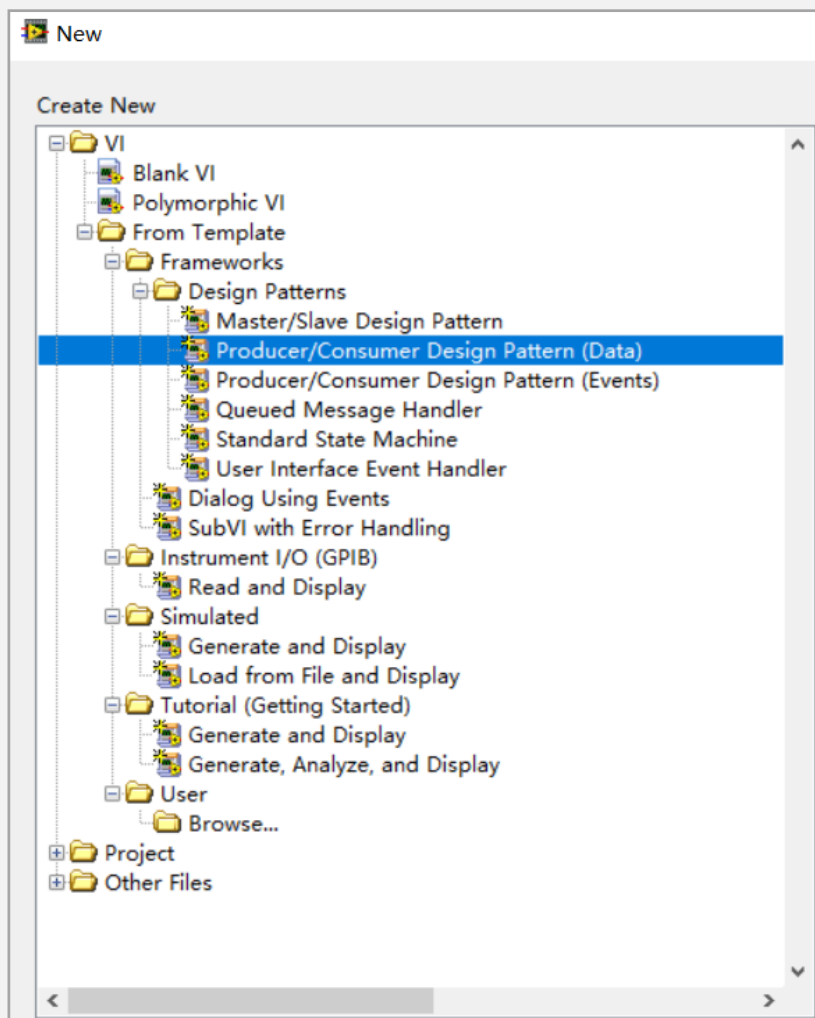 New
Create New
VI
Blank VI
Polymorphic VI
From Template
Frameworks
Design Patterns
Master/Slave Design Pattern
Producer/Consumer Design Pattern (Data)
Producer/Consumer Design Pattern (Events)
Queued Message Handler
Standard State Machine
User Interface Event Handler
Dialog Using Events
SubVI with Error Handling
Instrument I/O (GPIB)
Read and Display
Simulated
Generate and Display
Load from File and Display
Tutorial (Getting Started)
Generate and Display
Generate, Analyze, and Display
User
Browse...
Project
Other Files